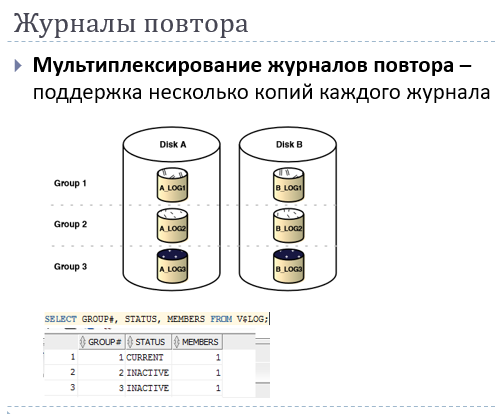 Журналы повтора
Мультиплексирование журналов повтора –
поддержка несколько копий каждого журнала
Disk A Disk B
Group 1 A_LOG1 B_LOG1
Group 2 A_LOG2 B_LOG2
Group 3 A_LOG3 B_LOG3
SELECT GROUP#, STATUS, MEMBERS FROM V$LOG;
GROUP# STATUS MEMBERS
1 1 CURRENT 1
2 2 INACTIVE 1
3 3 INACTIVE 1